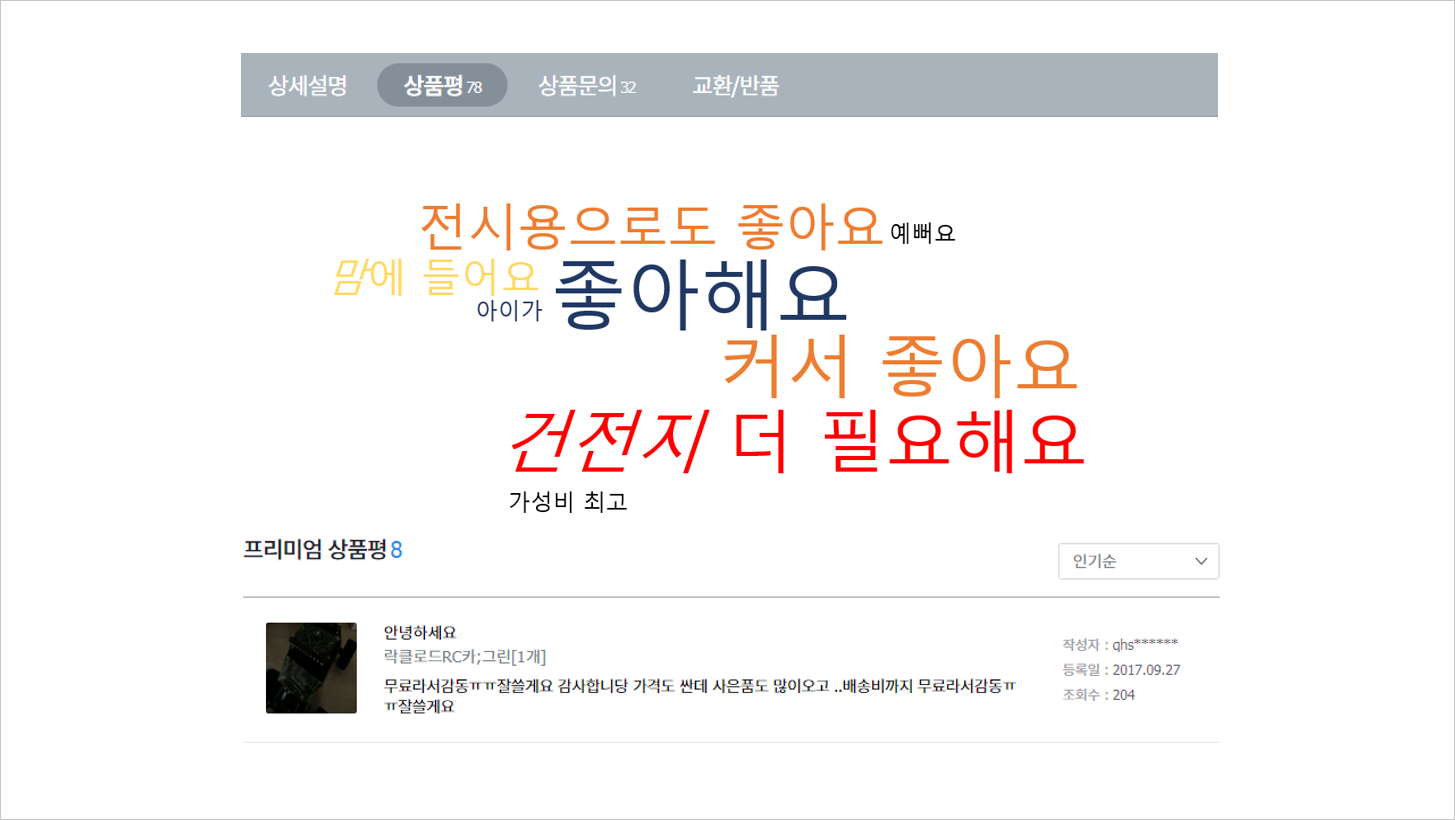 상세설명 상품평 78 상품문의 32 교환/반품
전시용으로도 좋아요 예뻐요
맘에 들어요
아이가 좋아해요
커서 좋아요
건전지 더 필요해요
가성비 최고
프리미엄 상품평 8
인기순
안녕하세요
락클로드RC카;그린[1개]
무료라서감동ㅠㅠ잘쓸게요 감사합니당 가격도 싼데 사은품도 많이오고 ..배송비까지 무료라서감동ㅠ
ㅠ잘쓸게요
작성자 : qhs******
등록일 : 2017.09.27
조회수 : 204